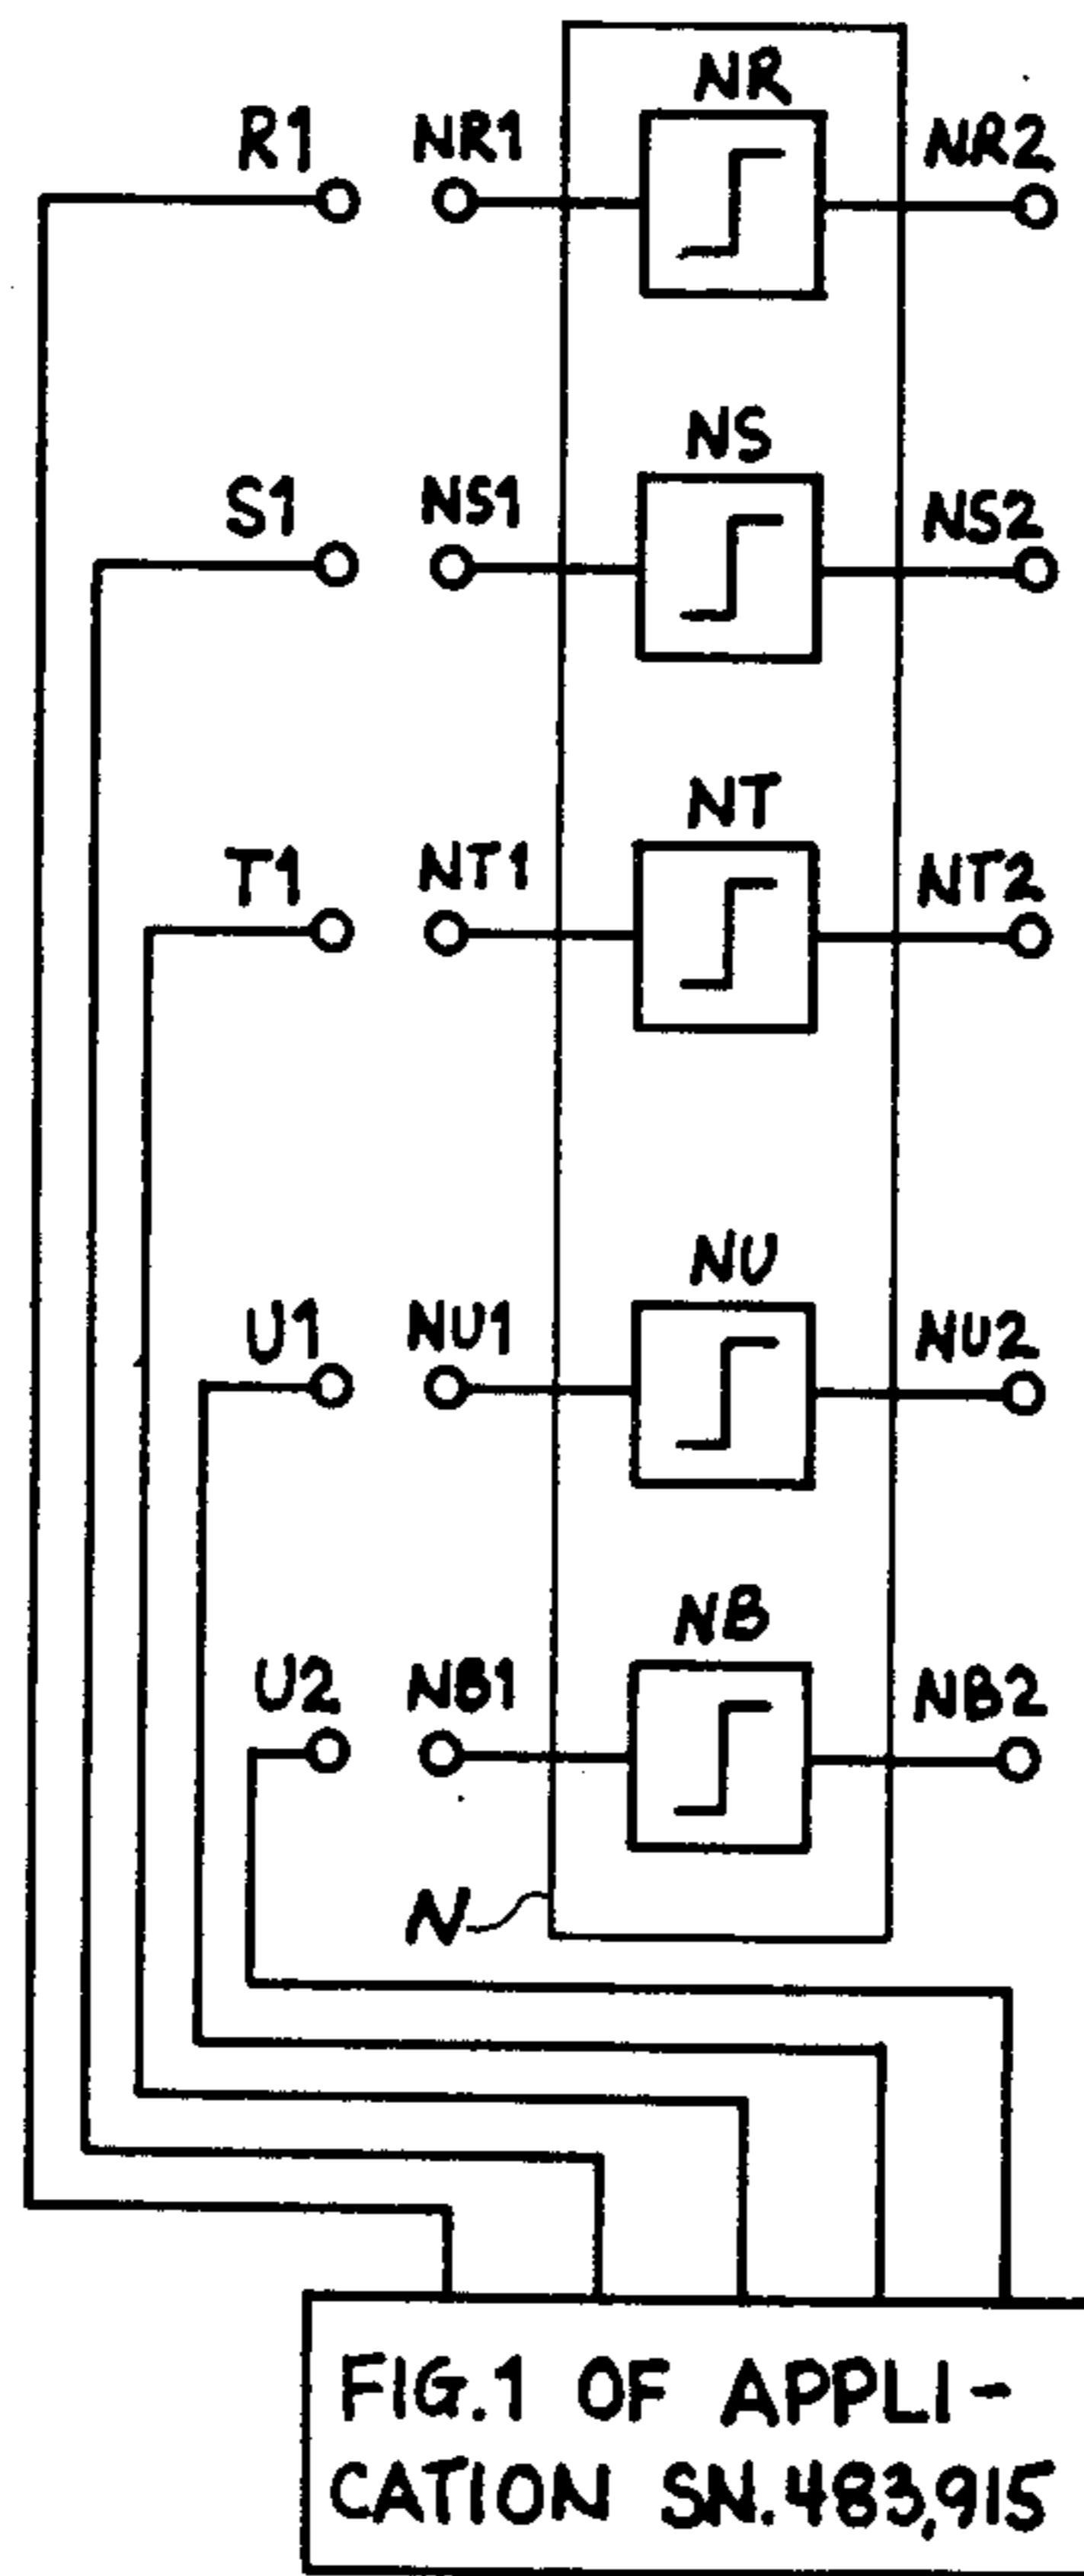 NR
R1 NR1 NR2
NS
S1 NS1 NS2
NT
T1 NT1 NT2
NU
U1 NU1 NU2
NB
U2 NB1 NB2
N
FIG.1 OF APPLI-
CATION SN.483,915